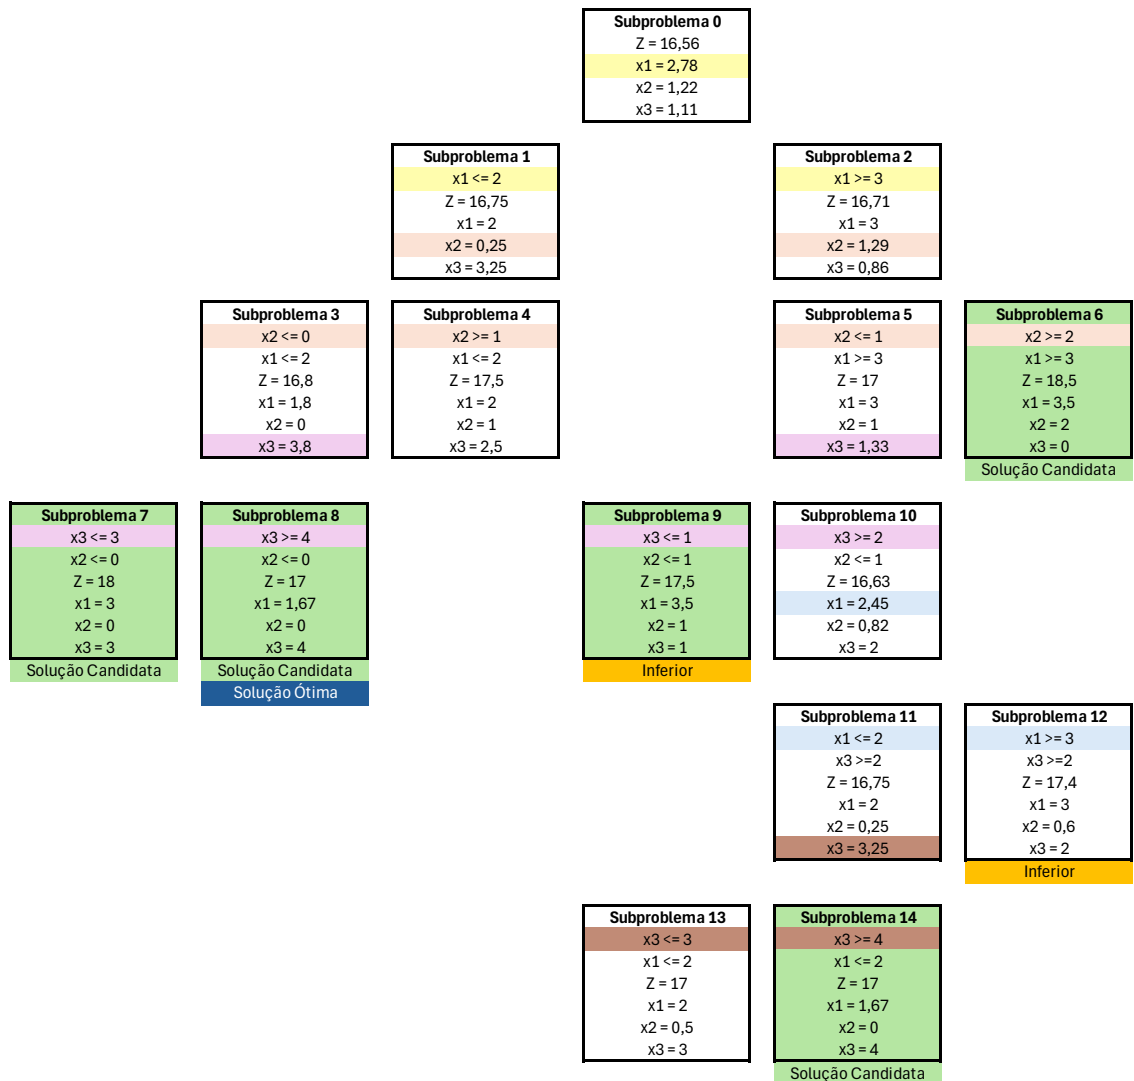 Subproblema 0
Z = 16,56
x1 = 2,78
x2 = 1,22
x3 = 1,11
Subproblema 1
x1 <= 2
Z = 16,75
x1 = 2
x2 = 0,25
x3 = 3,25
Subproblema 2
x1 >= 3
Z = 16,71
x1 = 3
x2 = 1,29
x3 = 0,86
Subproblema 3
x2 <= 0
x1 <= 2
Z = 16,8
x1 = 1,8
x2 = 0
x3 = 3,8
Subproblema 4
x2 >= 1
x1 <= 2
Z = 17,5
x1 = 2
x2 = 1
x3 = 2,5
Subproblema 5
x2 <= 1
x1 >= 3
Z = 17
x1 = 3
x2 = 1
x3 = 1,33
Subproblema 6
x2 >= 2
x1 >= 3
Z = 18,5
x1 = 3,5
x2 = 2
x3 = 0
Solução Candidata
Subproblema 7
x3 <= 3
x2 <= 0
Z = 18
x1 = 3
x2 = 0
x3 = 3
Solução Candidata
Subproblema 8
x3 >= 4
x2 <= 0
Z = 17
x1 = 1,67
x2 = 0
x3 = 4
Solução Candidata
Solução Ótima
Subproblema 9
x3 <= 1
x2 <= 1
Z = 17,5
x1 = 3,5
x2 = 1
x3 = 1
Inferior
Subproblema 10
x3 >= 2
x2 <= 1
Z = 16,63
x1 = 2,45
x2 = 0,82
x3 = 2
Subproblema 11
x1 <= 2
x3 >=2
Z = 16,75
x1 = 2
x2 = 0,25
x3 = 3,25
Subproblema 12
x1 >= 3
x3 >=2
Z = 17,4
x1 = 3
x2 = 0,6
x3 = 2
Inferior
Subproblema 13
x3 <= 3
x1 <= 2
Z = 17
x1 = 2
x2 = 0,5
x3 = 3
Subproblema 14
x3 >= 4
x1 <= 2
Z = 17
x1 = 1,67
x2 = 0
x3 = 4
Solução Candidata